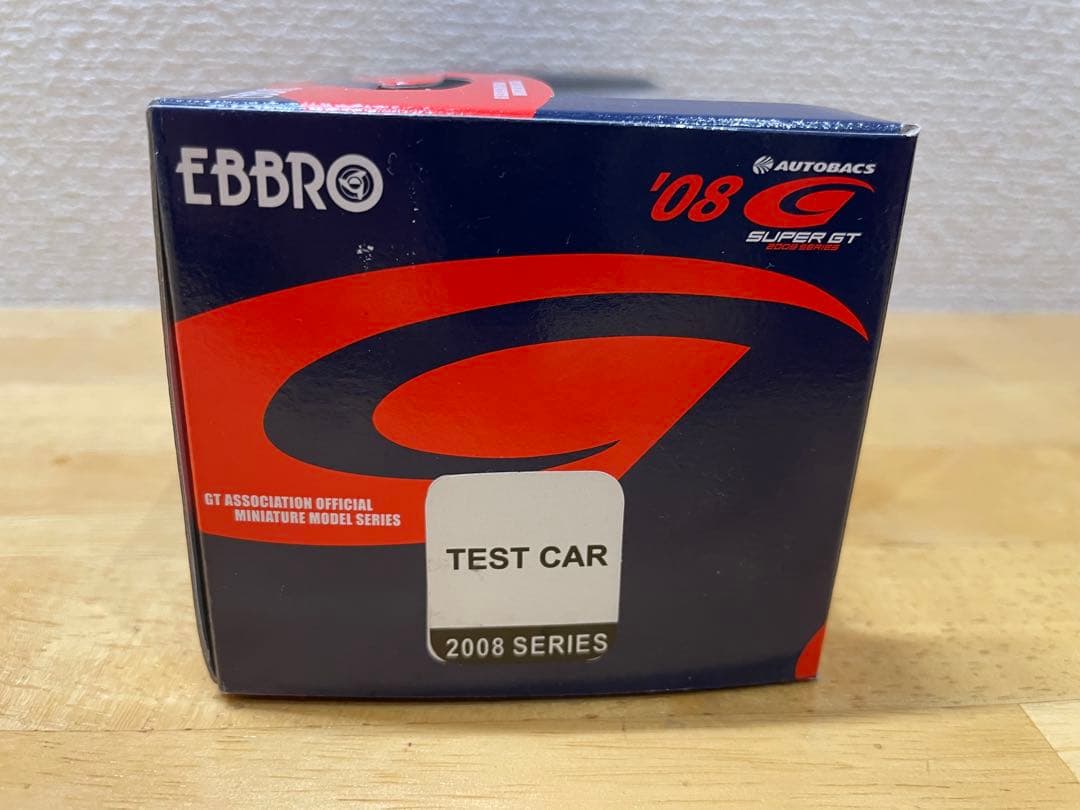 EBBRO
'08
AUTOBACS
SUPER GT
2008 SERIES
GT ASSOCIATION OFFICIAL
MINIATURE MODEL SERIES
TEST CAR
2008 SERIES